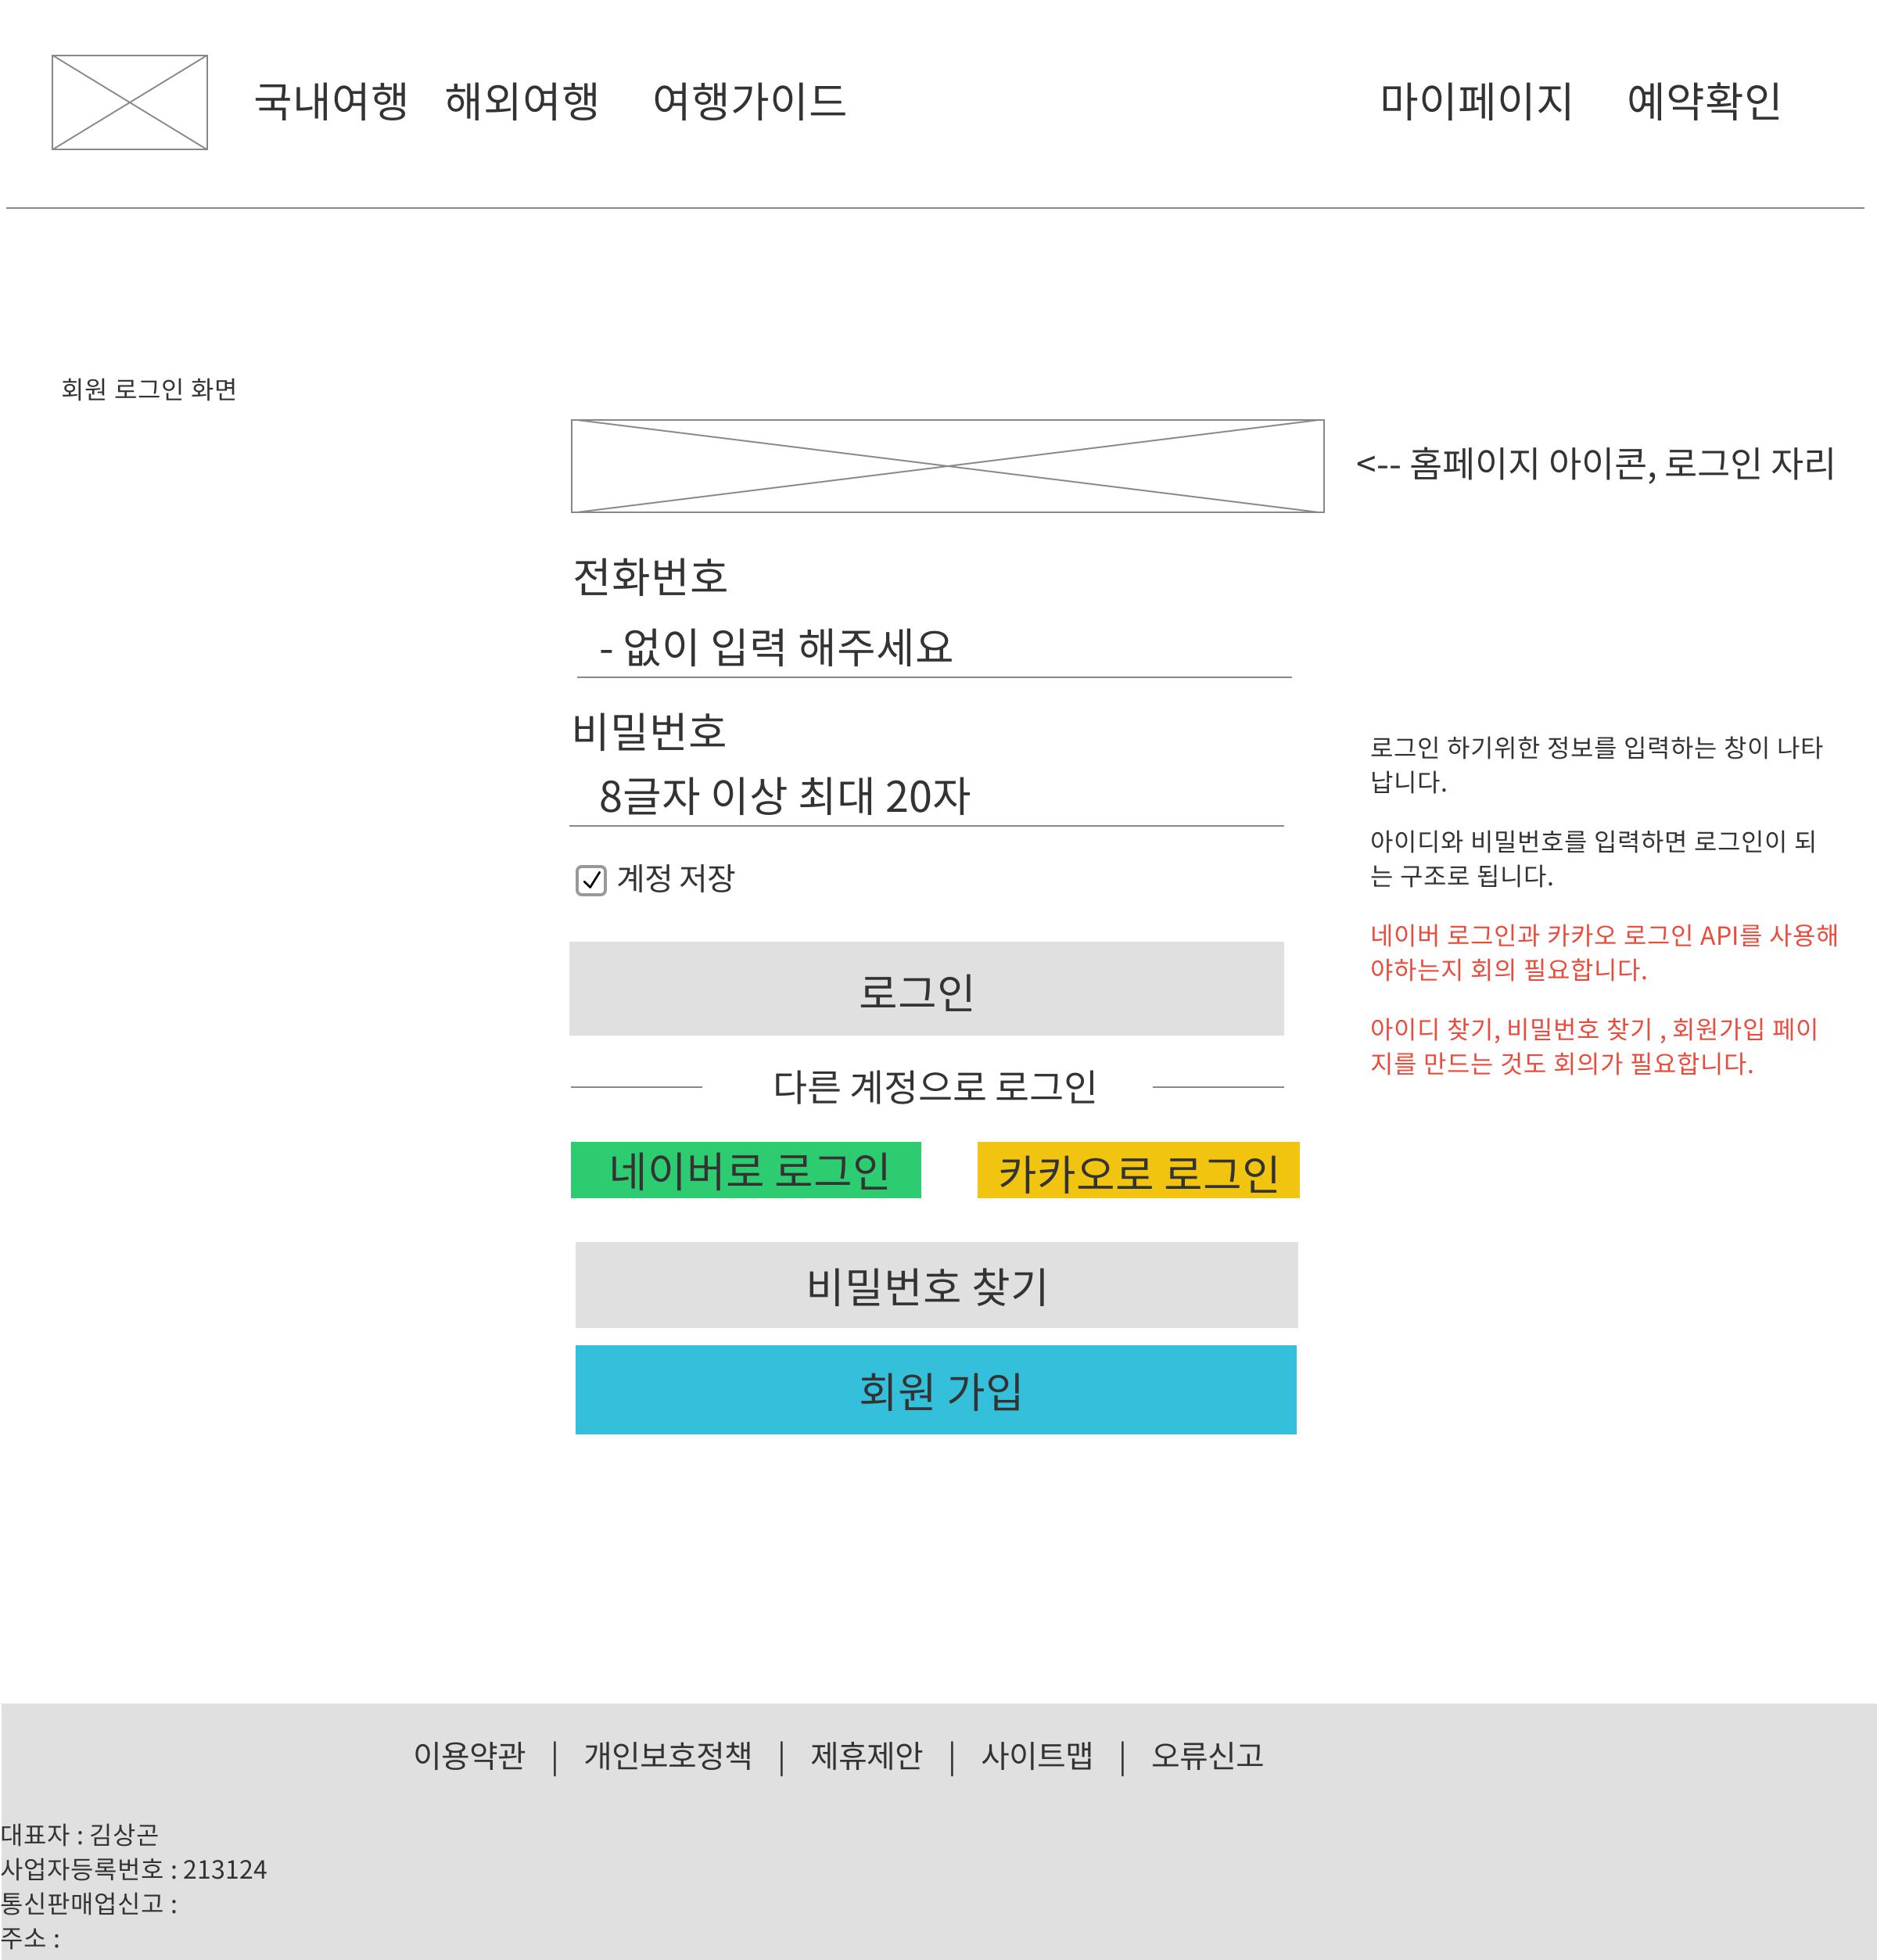 국내여행 해외여행 여행가이드 마이페이지 예약확인
회원 로그인 화면
<-- 홈페이지 아이콘, 로그인 자리
전화번호
- 없이 입력 해주세요
비밀번호
8글자 이상 최대 20자
계정 저장
로그인
다른 계정으로 로그인
네이버로 로그인 카카오로 로그인
비밀번호 찾기
회원 가입
로그인 하기위한 정보를 입력하는 창이 나타
납니다.
아이디와 비밀번호를 입력하면 로그인이 되
는 구조로 됩니다.
네이버 로그인과 카카오 로그인 API를 사용해
야하는지 회의 필요합니다.
아이디 찾기, 비밀번호 찾기 , 회원가입 페이
지를 만드는 것도 회의가 필요합니다.
이용약관 | 개인보호정책 | 제휴제안 | 사이트맵 | 오류신고
대표자 : 김상곤
사업자등록번호 : 213124
통신판매업신고 :
주소 :